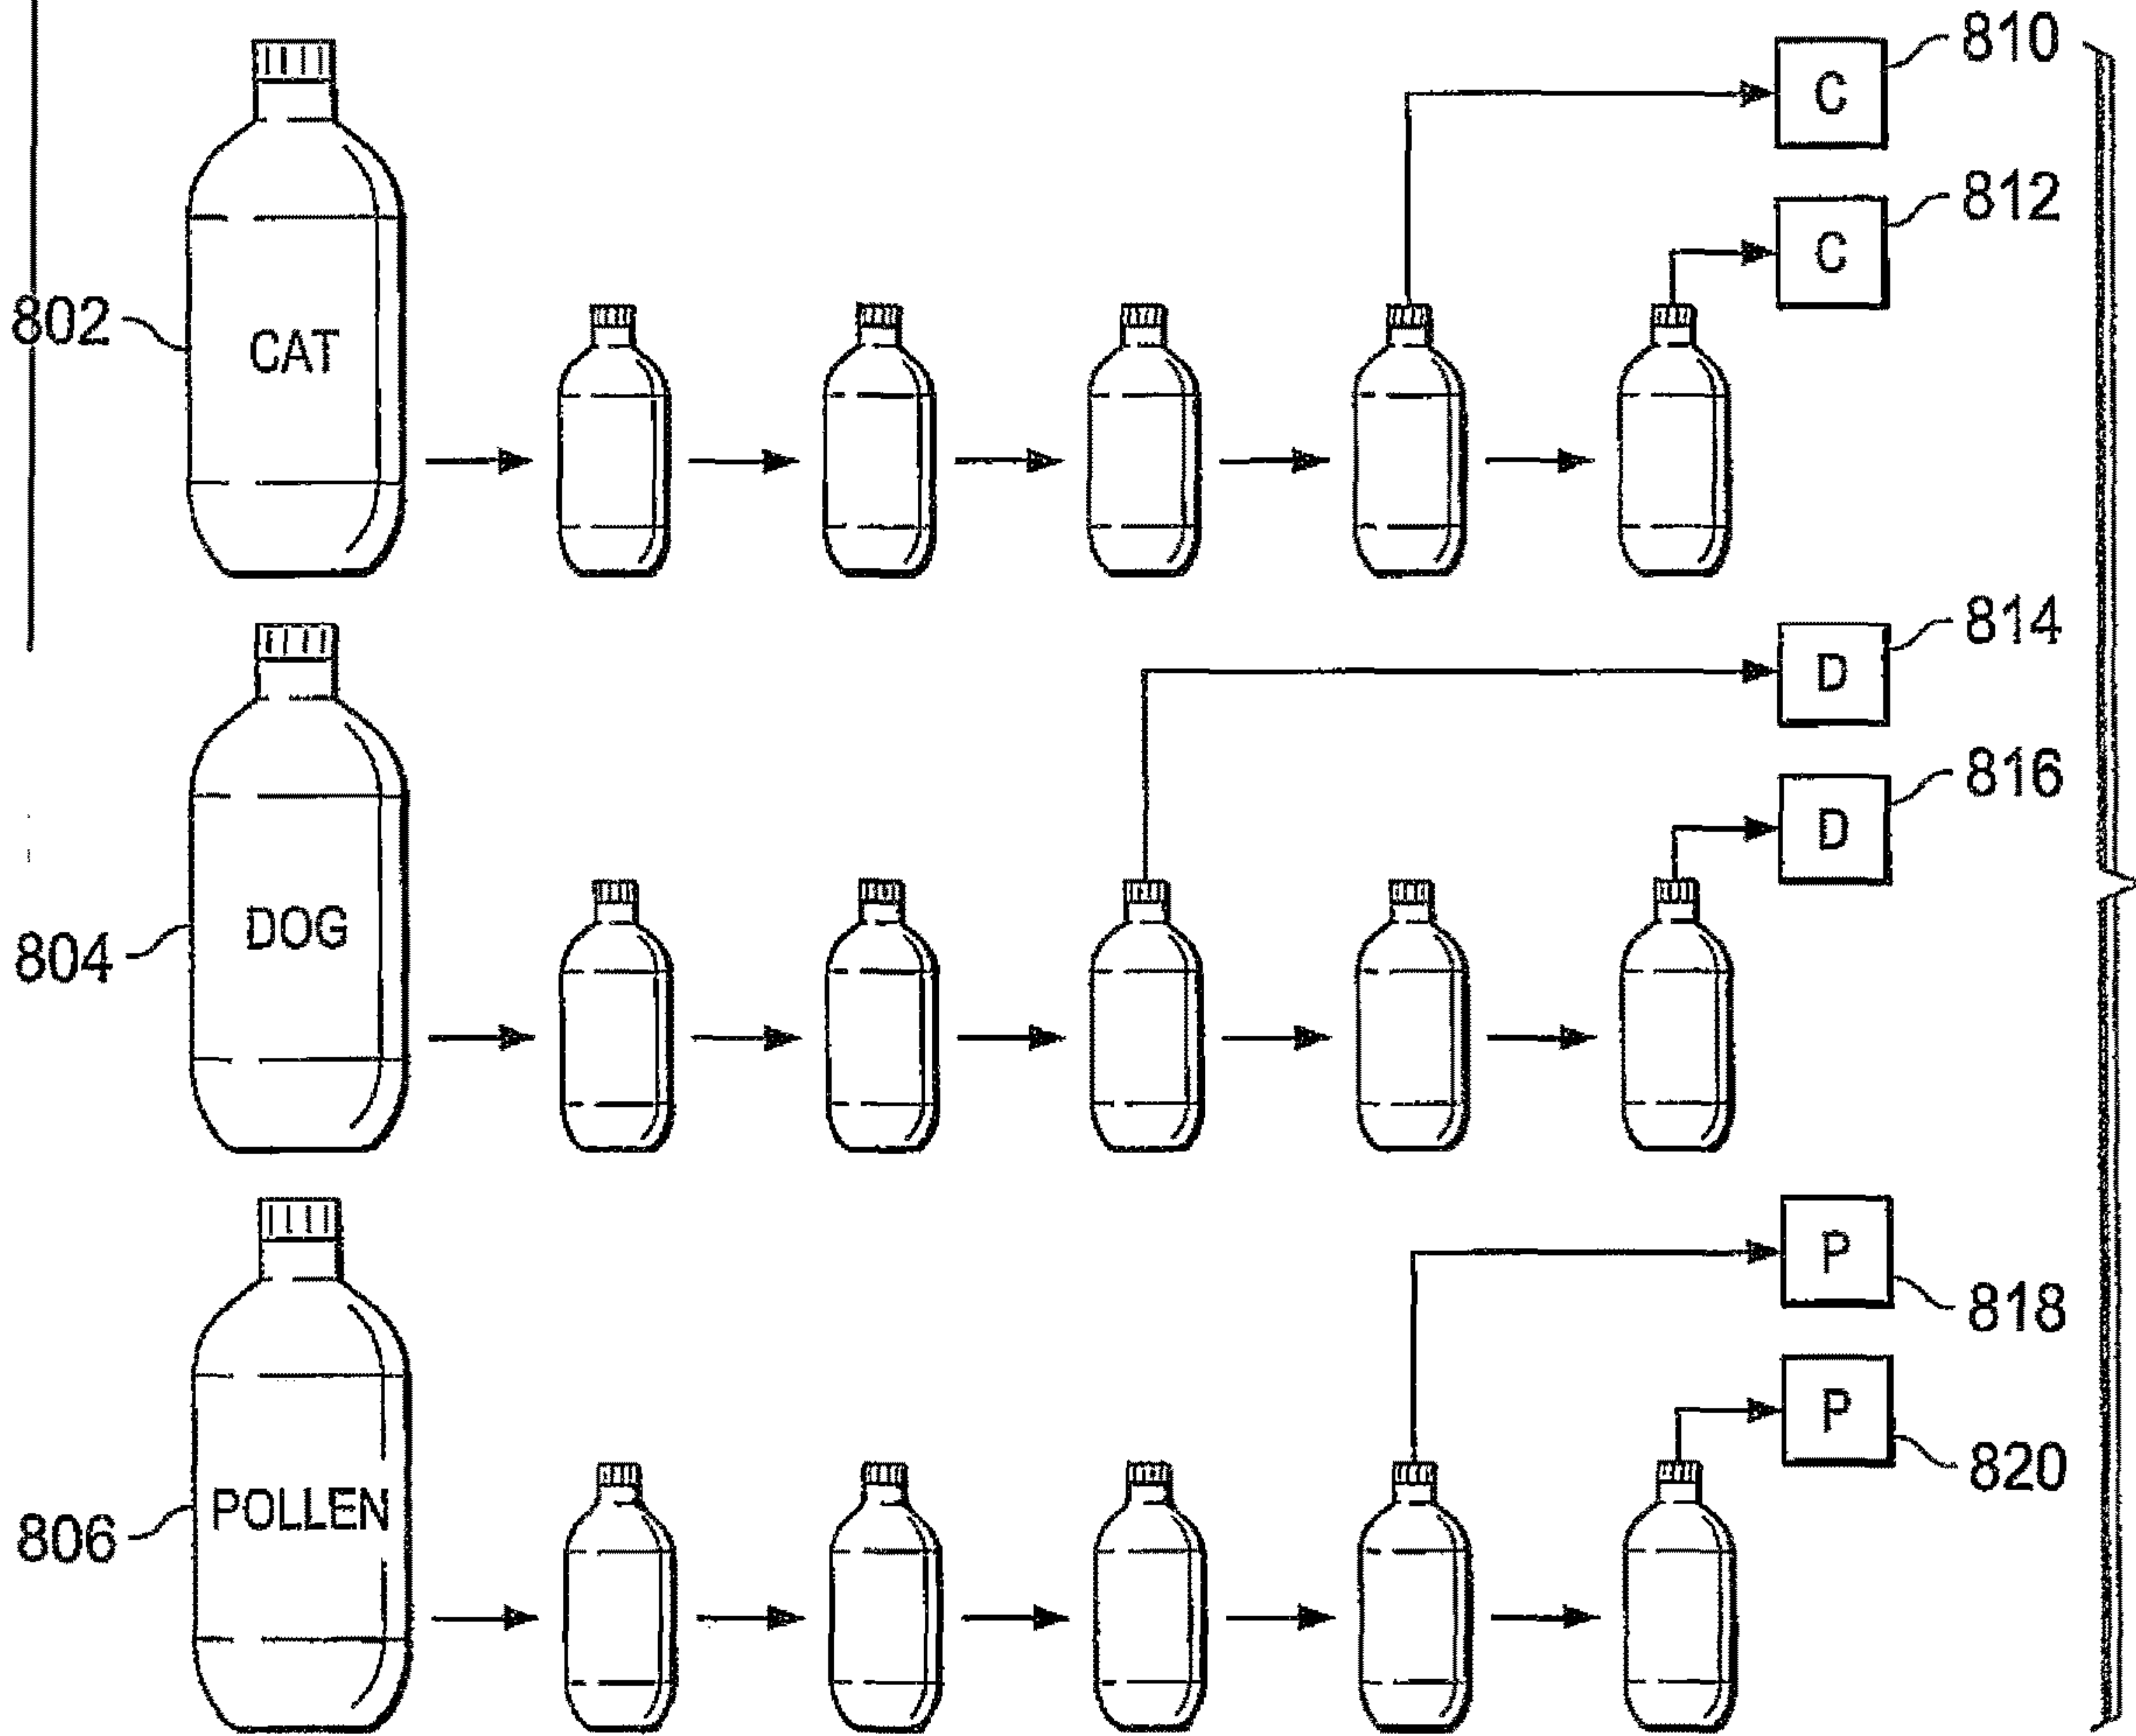 C 810
C 812
802 CAT
D 814
D 816
804 DOG
P 818
P 820
806 POLLEN